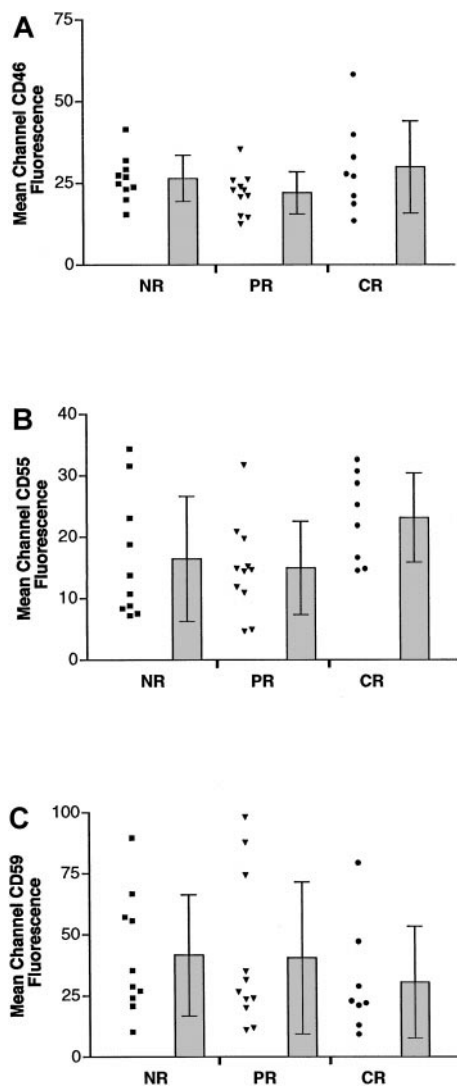 A
Mean Channel CD46
Fluorescence
75
50
25
0
NR PR CR
B
Mean Channel CD55
Fluorescence
40
30
20
10
0
NR PR CR
C
Mean Channel CD59
Fluorescence
100
75
50
25
0
NR PR CR